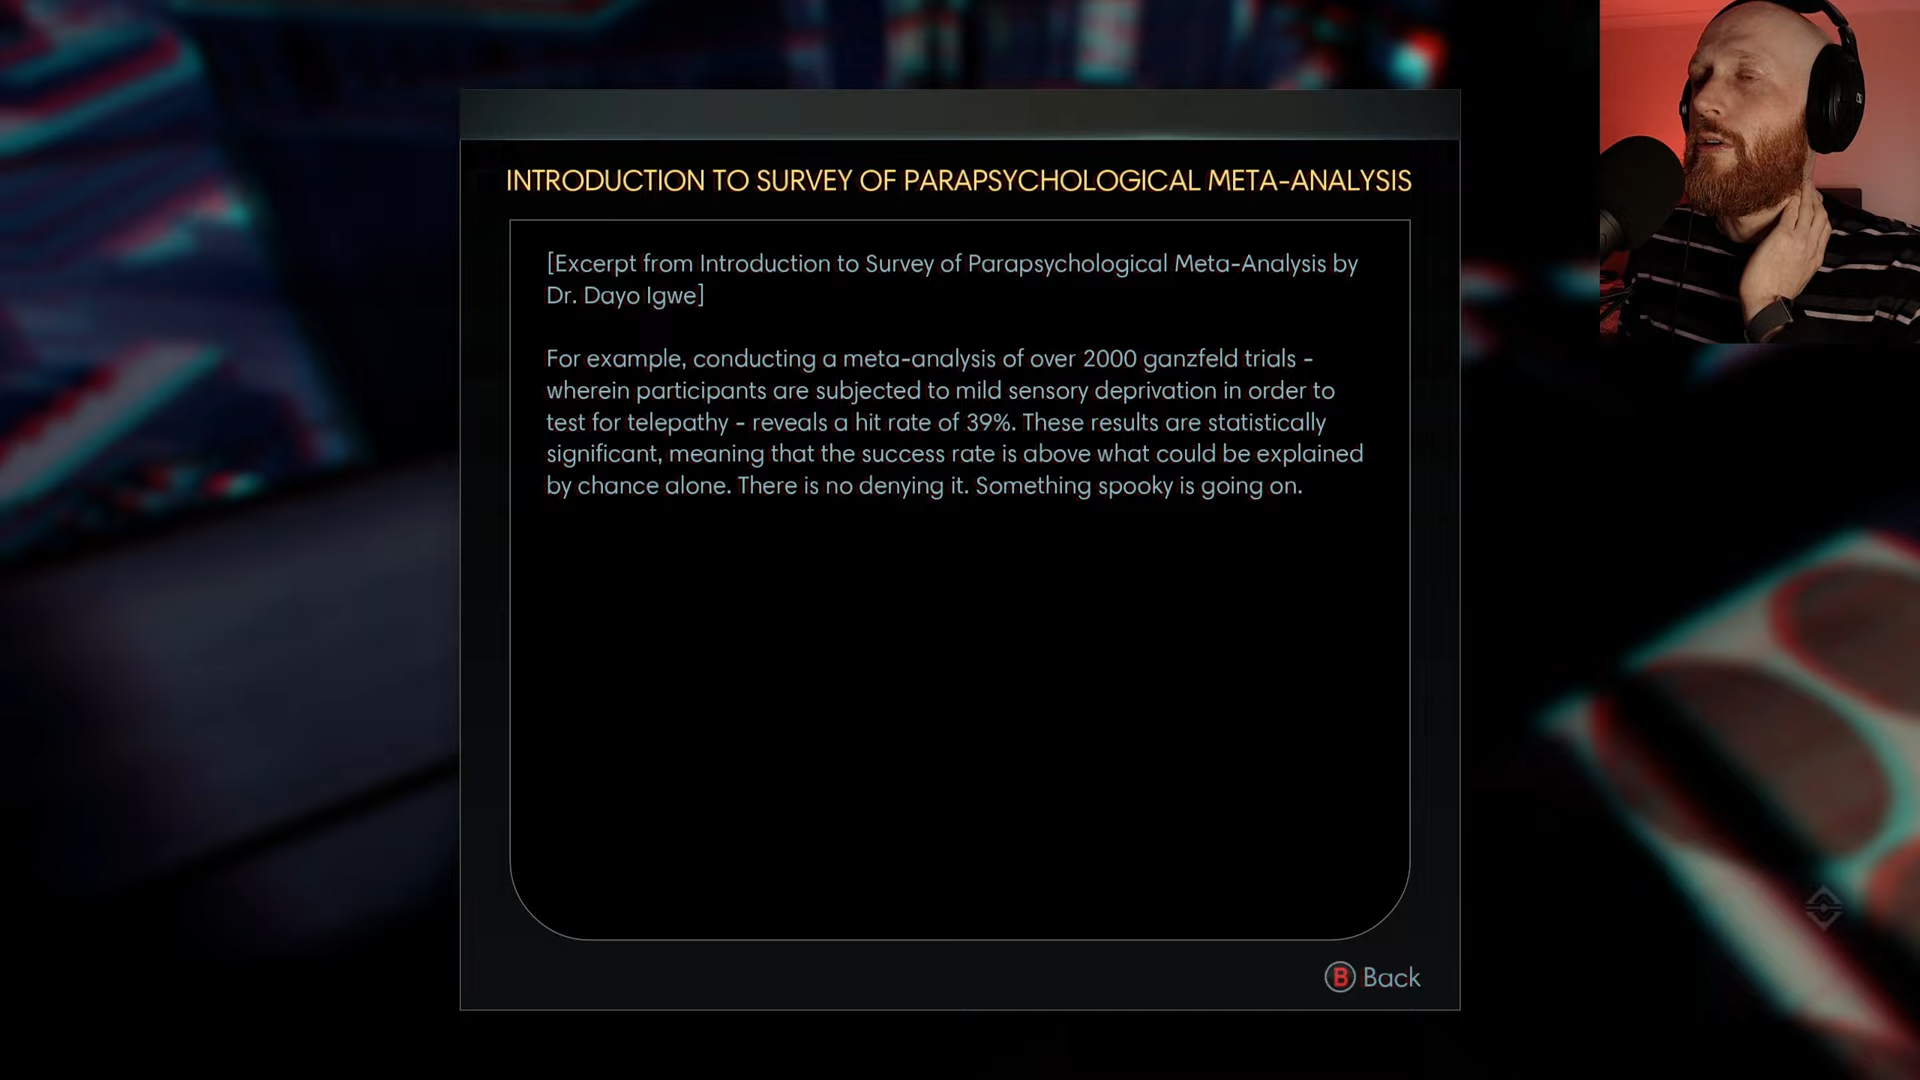 INTRODUCTION TO SURVEY OF PARAPSYCHOLOGICAL META-ANALYSIS
[Excerpt from Introduction to Survey of Parapsychological Meta-Analysis by
Dr. Dayo Igwe]
For example, conducting a meta-analysis of over 2000 ganzfeld trials -
wherein participants are subjected to mild sensory deprivation in order to
test for telepathy - reveals a hit rate of 39%. These results are statistically
significant, meaning that the success rate is above what could be explained
by chance alone. There is no denying it. Something spooky is going on.
B Back